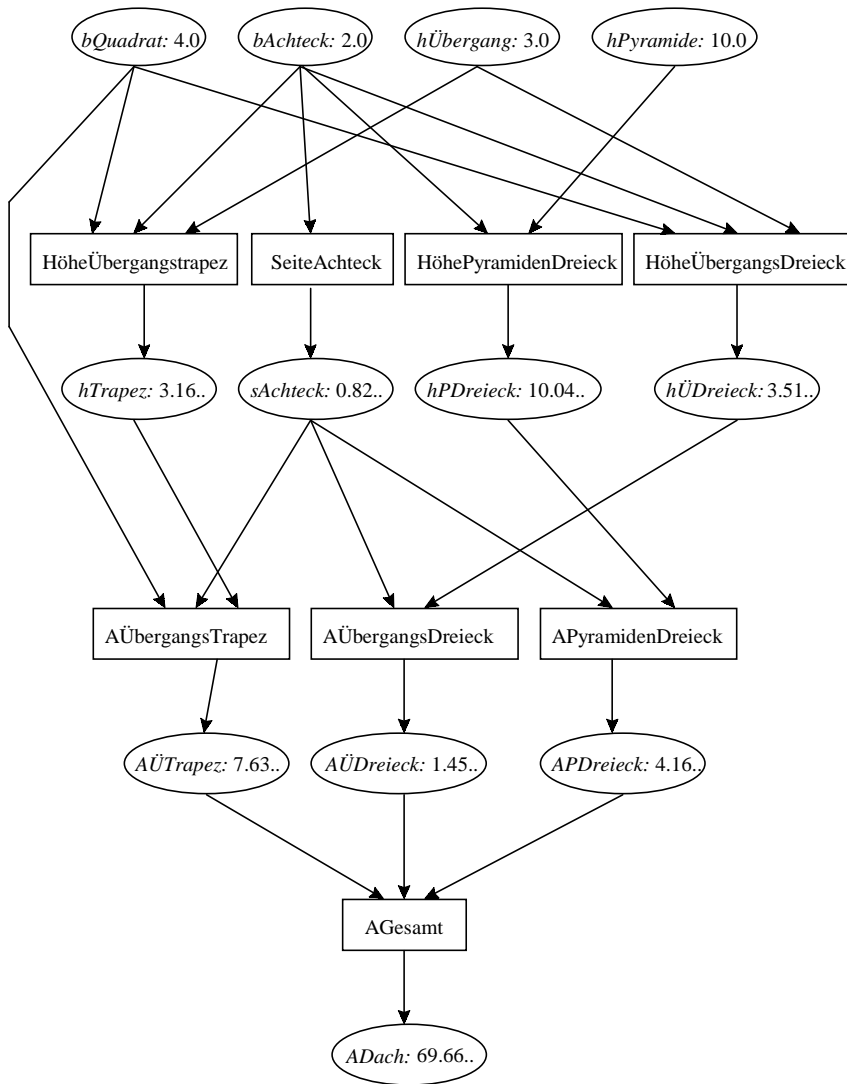 bQuadrat: 4.0
bAchteck: 2.0
hÜbergang: 3.0
hPyramide: 10.0
HöheÜbergangstrapez
SeiteAchteck
HöhePyramidenDreieck
HöheÜbergangsDreieck
hTrapez: 3.16..
sAchteck: 0.82..
hPDreieck: 10.04..
hÜDreieck: 3.51..
AÜbergangsTrapez
AÜbergangsDreieck
APyramidenDreieck
AÜTrapez: 7.63..
AÜDreieck: 1.45..
APDreieck: 4.16..
AGesamt
ADach: 69.66..